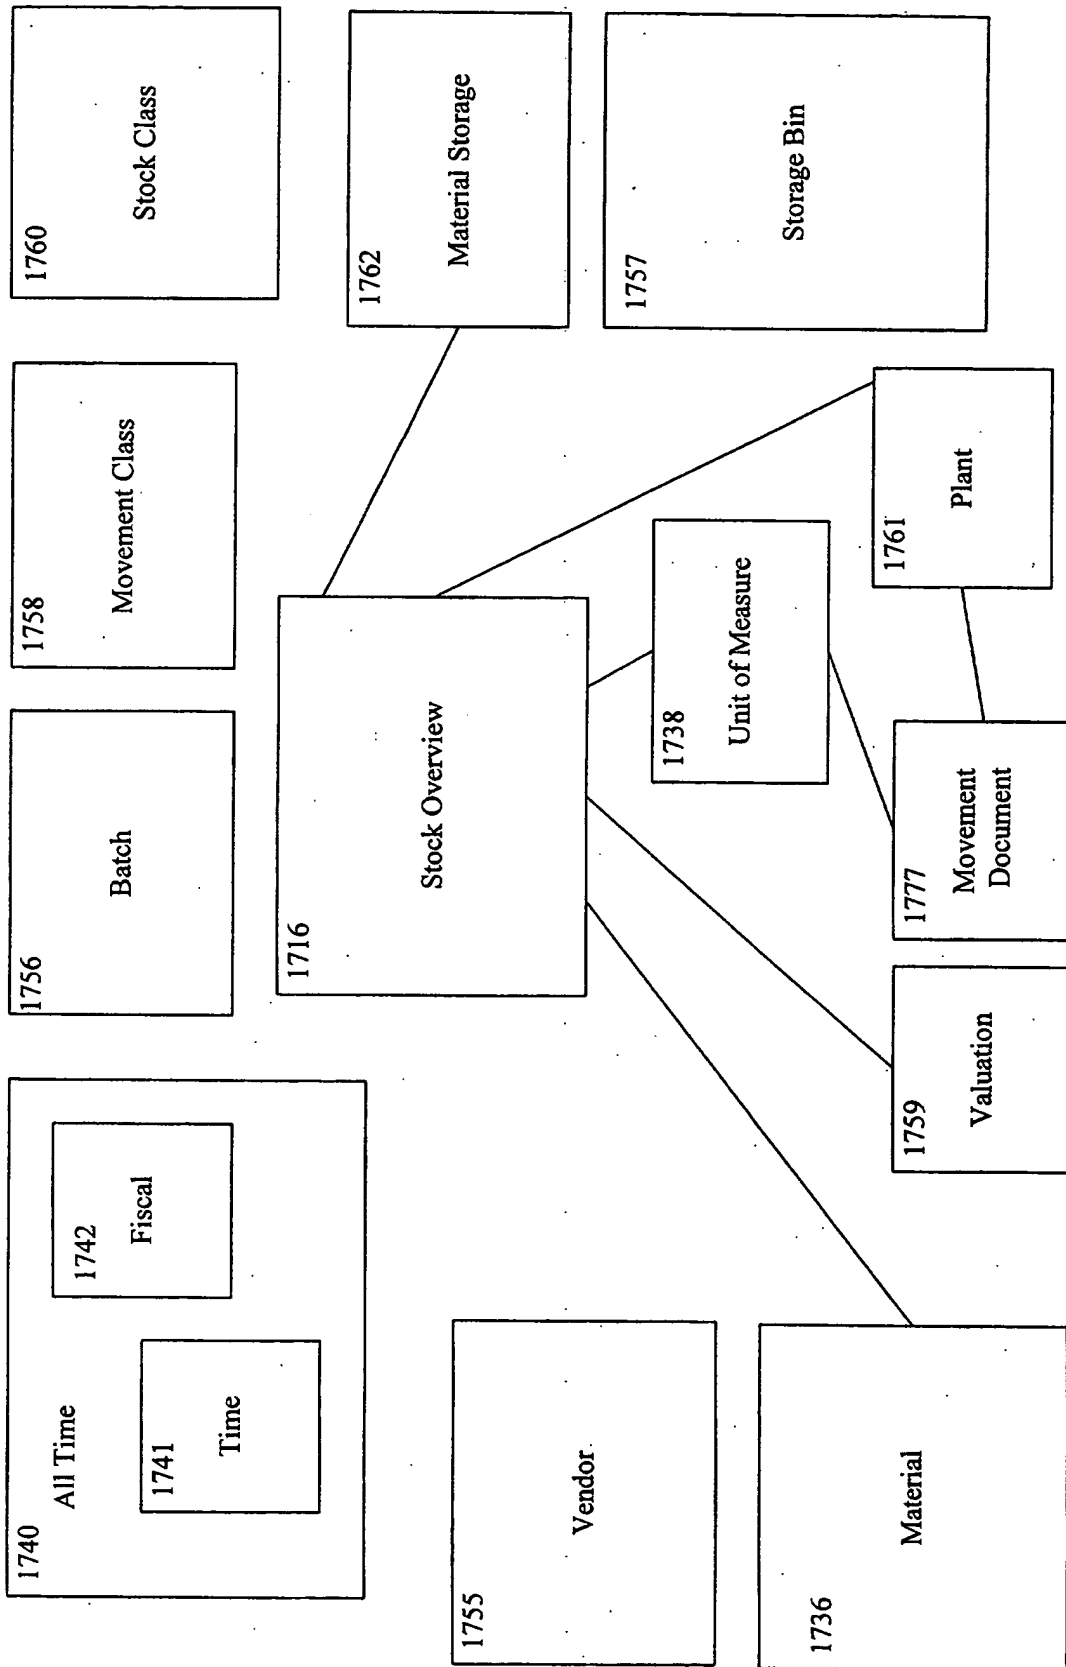 1740
All Time
1741
Time
1742
Fiscal
1756
Batch
1758
Movement Class
1760
Stock Class
1755
Vendor
1716
Stock Overview
1762
Material Storage
1736
Material
1759
Valuation
1777
Movement
Document
1738
Unit of Measure
1761
Plant
1757
Storage Bin